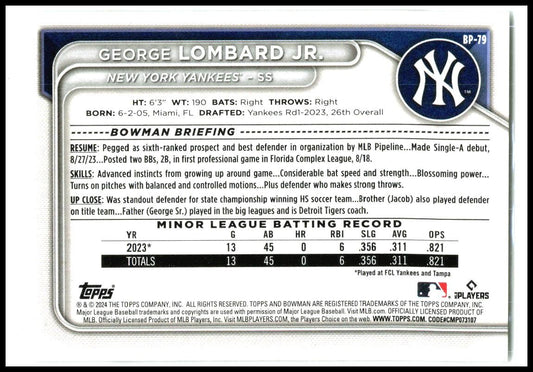 BP-79
GEORGE LOMBARD JR.
NEW YORK YANKEES® - SS
NY
TM
HT: 6'3" WT: 190 BATS: Right THROWS: Right
BORN: 6-2-05, Miami, FL DRAFTED: Yankees Rd1-2023, 26th Overall
BOWMAN BRIEFING
RESUME: Pegged as sixth-ranked prospect and best defender in organization by MLB Pipeline...Made Single-A debut,
8/27/23...Posted two BBs, 2B, in first professional game in Florida Complex League, 8/18.
SKILLS: Advanced instincts from growing up around game...Considerable bat speed and strength...Blossoming power...
Turns on pitches with balanced and controlled motions...Plus defender who makes strong throws.
UP CLOSE: Was standout defender for state championship winning HS soccer team...Brother (Jacob) also played defender
on title team...Father (George Sr.) played in the big leagues and is Detroit Tigers coach.
MINOR LEAGUE BATTING RECORD
YR G AB HR RBI SLG AVG OPS
2023* 13 45 0 6 .356 .311 .821
TOTALS 13 45 0 6 .356 .311 .821
*Played at FCL Yankees and Tampa
Topps
PLAYERS
® & © 2024 THE TOPPS COMPANY, INC. ALL RIGHTS RESERVED. TOPPS AND BOWMAN ARE REGISTERED TRADEMARKS OF THE TOPPS COMPANY, INC.
Major League Baseball trademarks and copyrights are used with permission of Major League Baseball. Visit MLB.com. OFFICIALLY LICENSED PRODUCT OF
MLB Players, Inc. Visit MLBPLAYERS.COM, the Players Choice on the web. WWW.TOPPS.COM. CODE#CMP073107